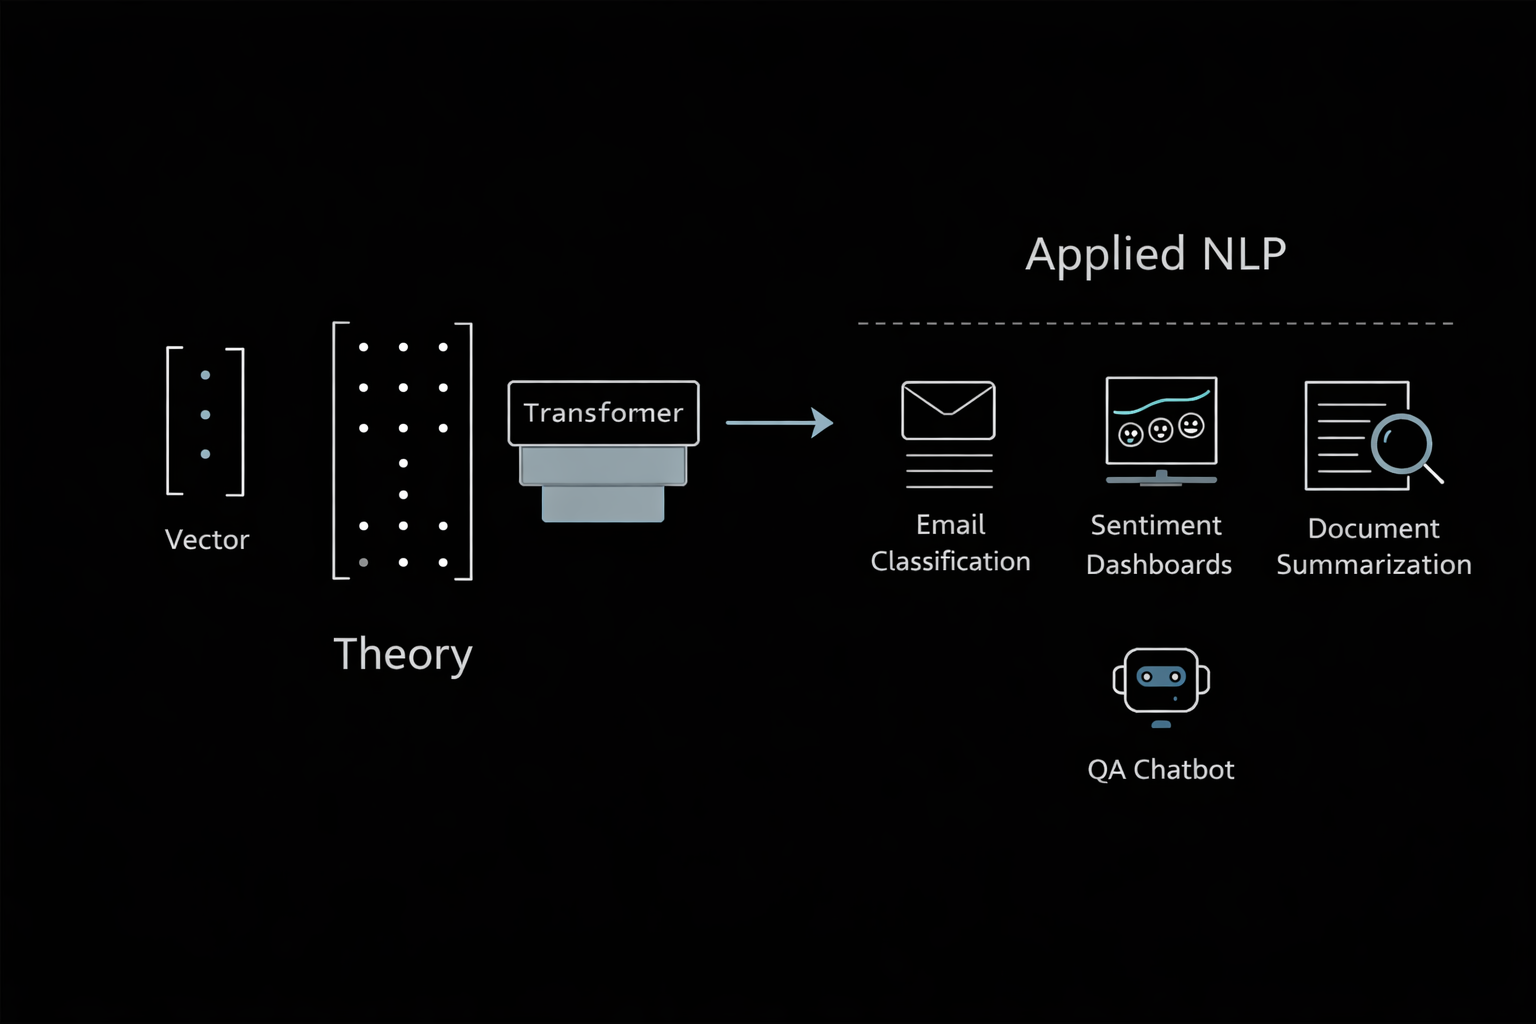 Vector
Theory
Transformer
Applied NLP
Email
Classification
Sentiment
Dashboards
Document
Summarization
QA Chatbot